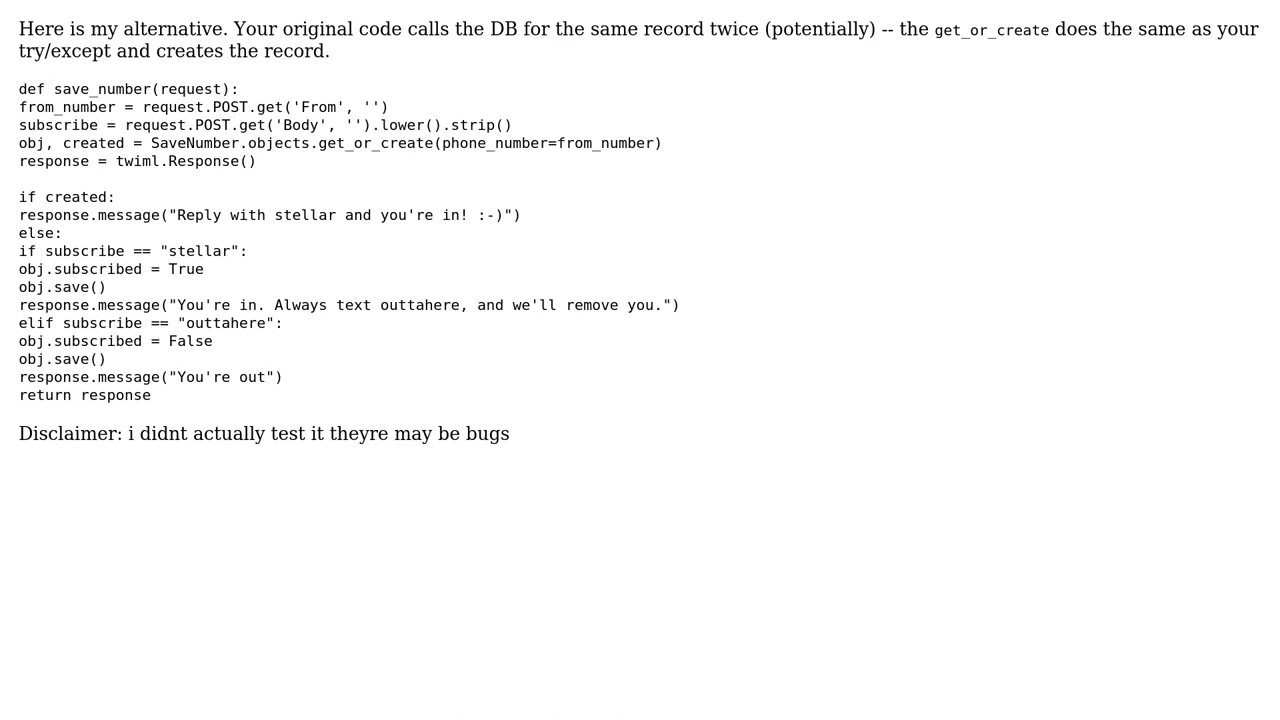 Here is my alternative. Your original code calls the DB for the same record twice (potentially) -- the get_or_create does the same as your
try/except and creates the record.
def save_number(request):
from_number = request.POST.get('From', '')
subscribe = request.POST.get('Body', '').lower().strip()
obj, created = SaveNumber.objects.get_or_create(phone_number=from_number)
response = twiml.Response()
if created:
response.message("Reply with stellar and you're in! :-)")
else:
if subscribe == "stellar":
obj.subscribed = True
obj.save()
response.message("You're in. Always text outtahere, and we'll remove you.")
elif subscribe == "outtahere":
obj.subscribed = False
obj.save()
response.message("You're out")
return response
Disclaimer: i didnt actually test it theyre may be bugs